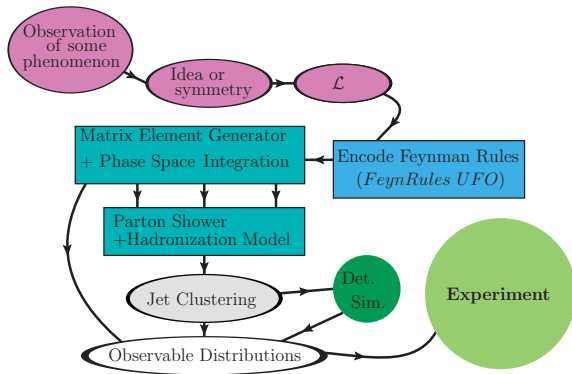 Observation
of some
phenomenon
Idea or
symmetry
ℒ
Matrix Element Generator
+ Phase Space Integration
Encode Feynman Rules
(FeynRules UFO)
Parton Shower
+Hadronization Model
Jet Clustering
Det.
Sim.
Experiment
Observable Distributions